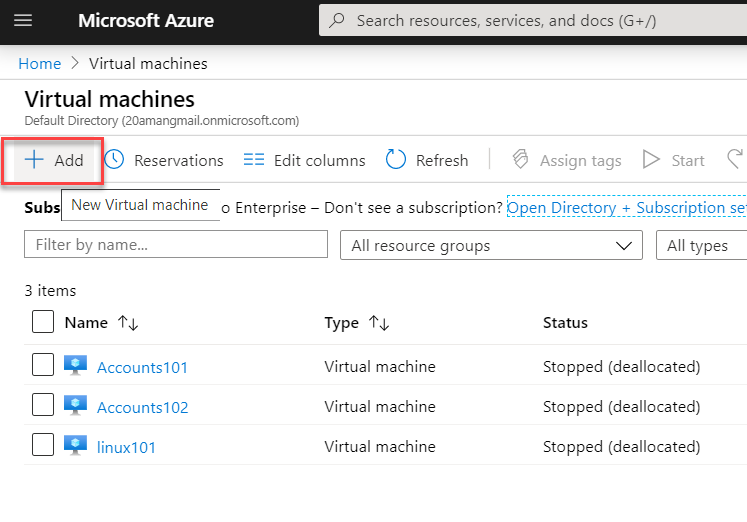 Microsoft Azure
Search resources, services, and docs (G+/)
Home > Virtual machines
Virtual machines
Default Directory (20amangmail.onmicrosoft.com)
+ Add Reservations Edit columns Refresh Assign tags Start
New Virtual machine
Subs o Enterprise – Don't see a subscription? Open Directory + Subscription set
Filter by name... All resource groups All types
3 items
Name ↑↓ Type ↑↓ Status
Accounts101 Virtual machine Stopped (deallocated)
Accounts102 Virtual machine Stopped (deallocated)
linux101 Virtual machine Stopped (deallocated)